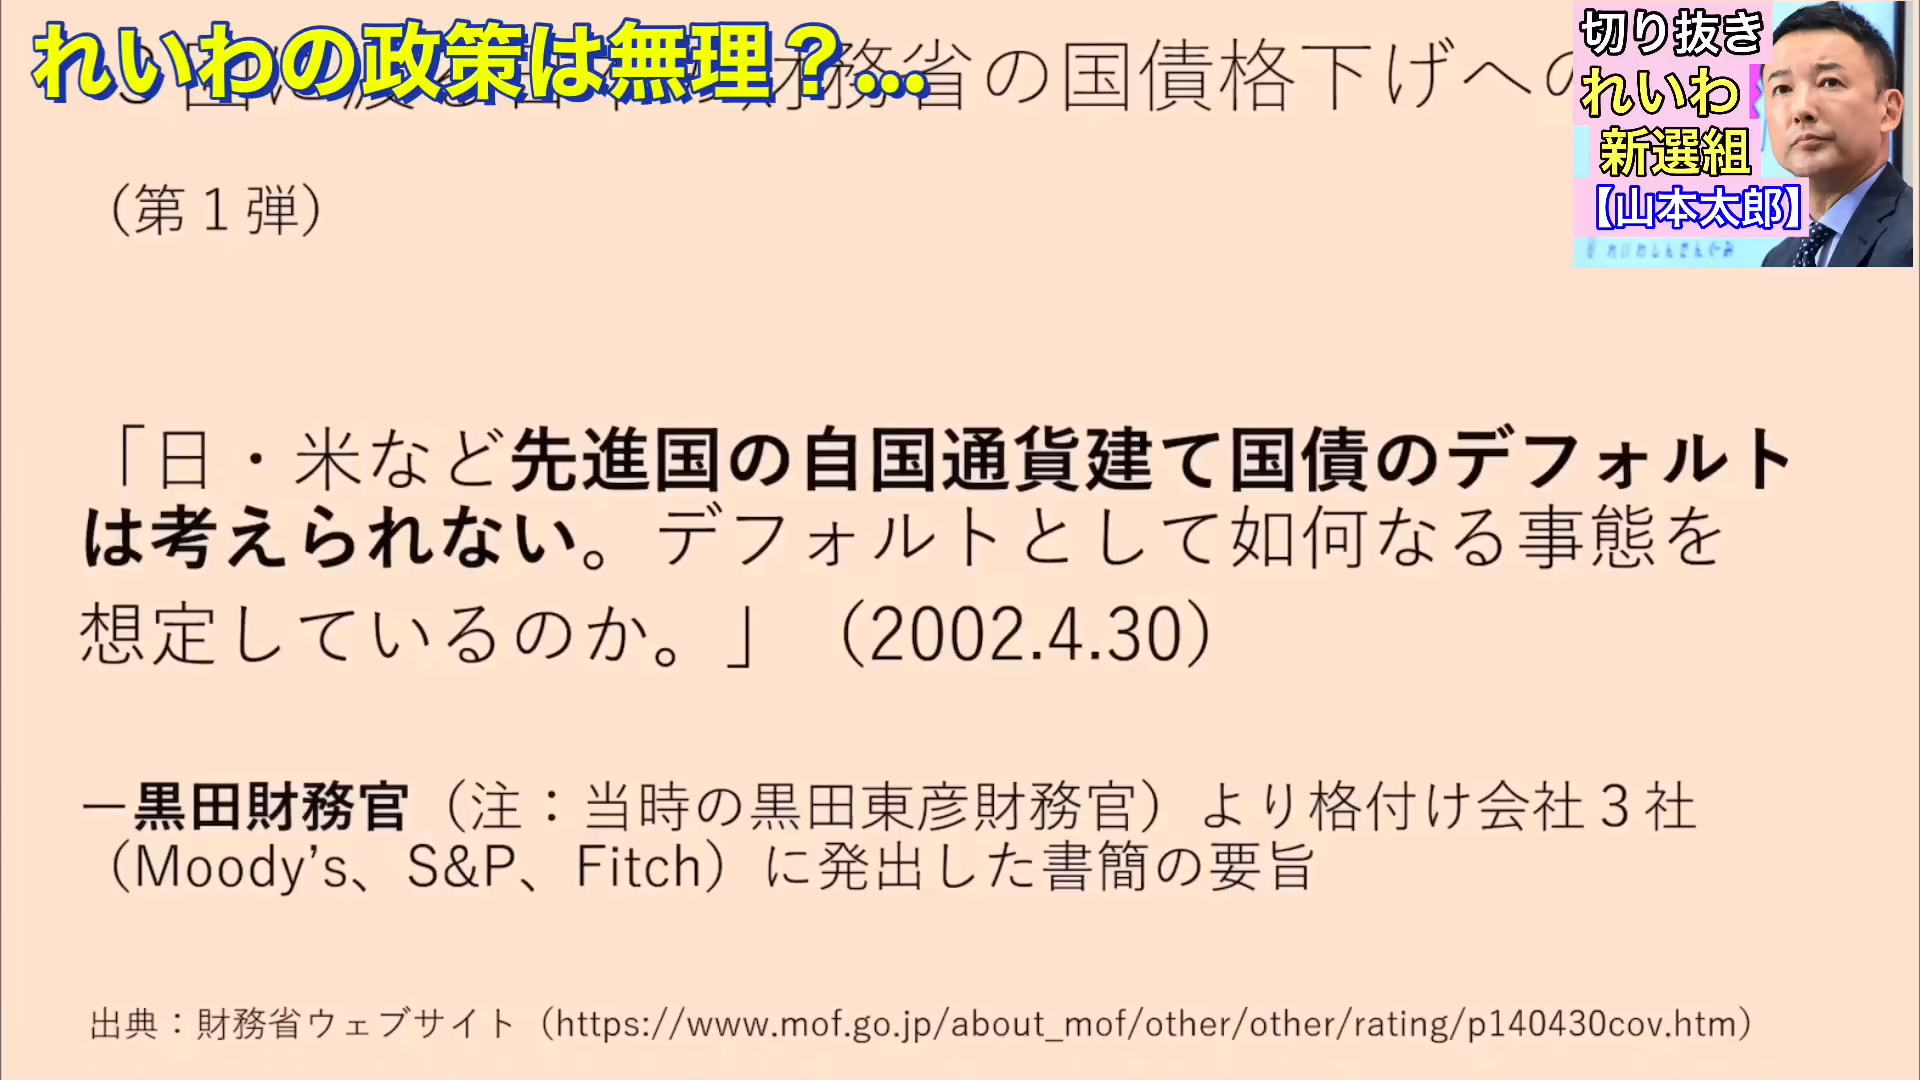 れいわの政策は無理？...
務省の国債格下げへの
切り抜き
れいわ
新選組
【山本太郎】
（第１弾）
「日・米など先進国の自国通貨建て国債のデフォルト
は考えられない。デフォルトとして如何なる事態を
想定しているのか。」（2002.4.30）
－黒田財務官（注：当時の黒田東彦財務官）より格付け会社３社
（Moody’s、S&P、Fitch）に発出した書簡の要旨
出典：財務省ウェブサイト（https://www.mof.go.jp/about_mof/other/other/rating/p140430cov.htm）